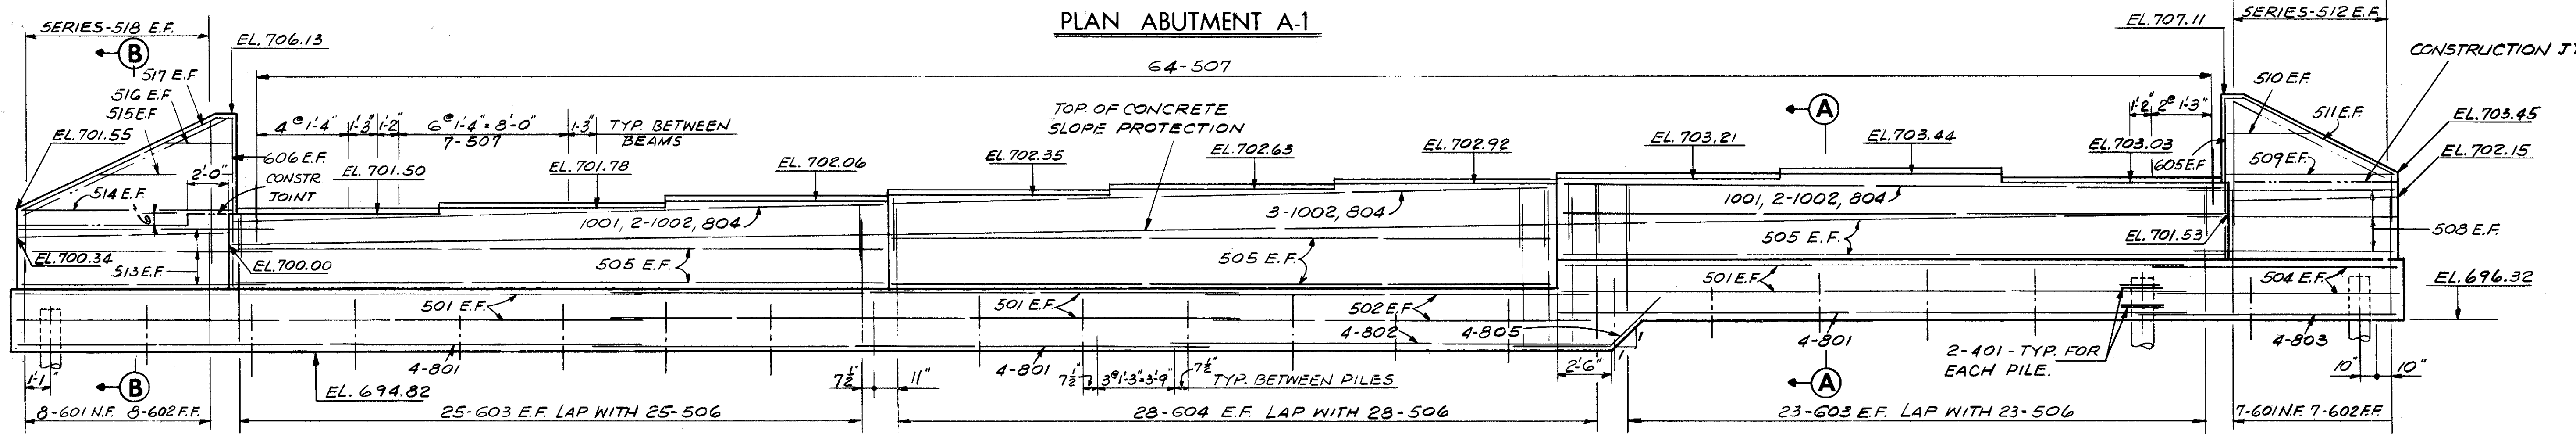 PLAN ABUTMENT A-1
SERIES-518 E.F.
B
EL.706.13
517 E.F
516 E.F
515 E.F
EL.701.55
4 @ 1'-4"
1'-3"
1'-2"
6 @ 1'-4" = 8'-0"
7-507
1'-3"
TYP. BETWEEN
BEAMS
64-507
TOP OF CONCRETE
SLOPE PROTECTION
A
EL.707.11
SERIES-512 E.F.
CONSTRUCTION JT
1'-2"
2 @ 1'-3"
510 E.F.
511 E.F.
EL.703.45
EL.702.15
509 E.F.
605 E.F
606 E.F.
CONSTR.
JOINT
2'-0"
514 E.F.
6"
EL.701.50
EL.701.78
EL.702.06
EL.702.35
EL.702.63
EL.702.92
EL.703.21
EL.703.44
EL.703.03
1001, 2-1002, 804
3-1002, 804
1001, 2-1002, 804
EL.700.34
513 E.F.
EL.700.00
505 E.F.
505 E.F.
505 E.F.
EL.701.53
508 E.F.
501 E.F.
501 E.F.
502 E.F
501 E.F.
504 E.F.
EL.696.32
4-801
4-801
4-802
4-805
4-801
4-803
1'-1"
B
EL. 694.82
7 1/2"
11"
7 1/2"
3 @ 1'-3" = 3'-9"
7 1/2"
TYP. BETWEEN PILES
2'-6"
1
1
A
2-401 - TYP. FOR
EACH PILE.
10"
10"
8-601 N.F. 8-602 F.F.
25-603 E.F. LAP WITH 25-506
28-604 E.F. LAP WITH 28-506
23-603 E.F. LAP WITH 23-506
7-601 N.F. 7-602 F.F.